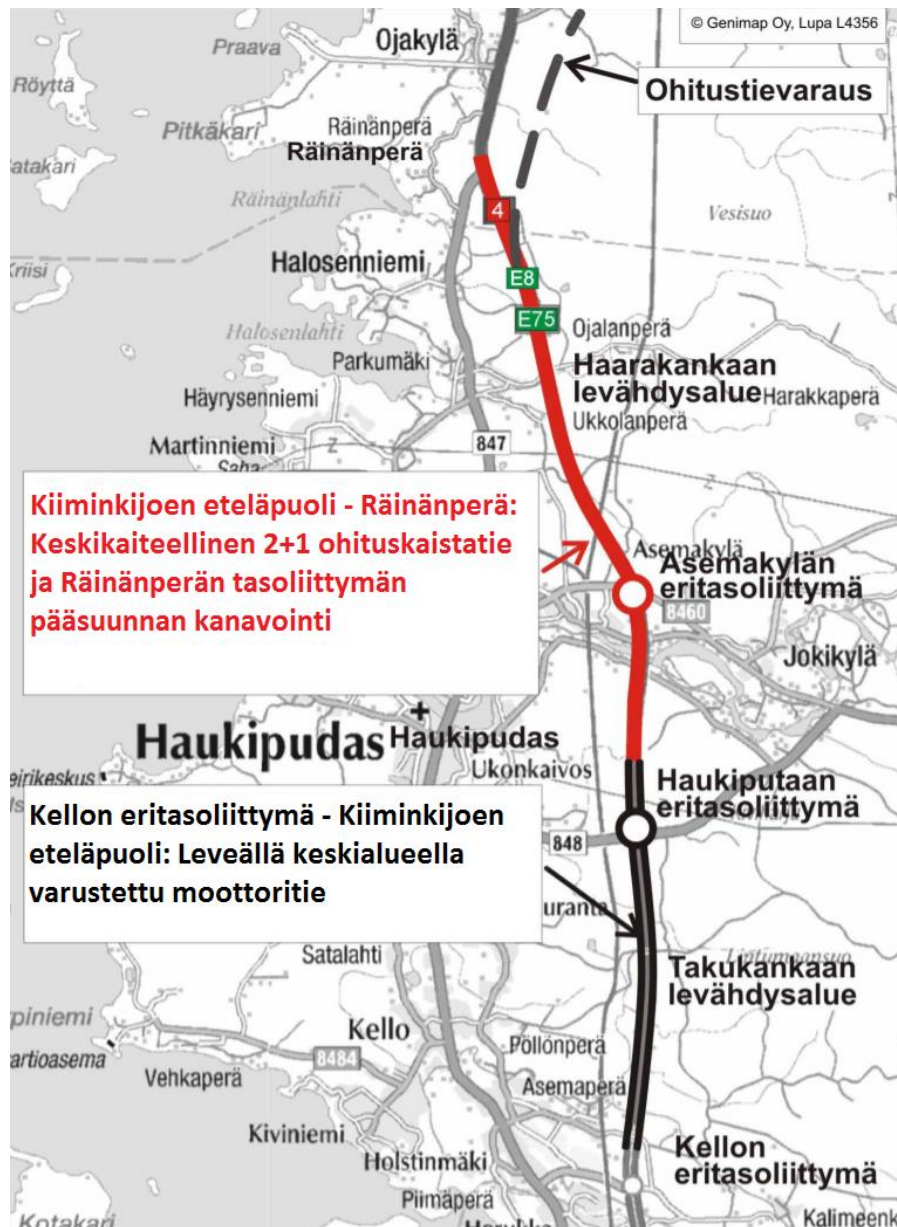 © Genimap Oy, Lupa L4356
Praava
Ojakylä
Röyttä
Ohitustievaraus
Pitkäkari
Räinänperä
Räinänperä
Räinänlahti
4
Vesisuo
Halosenniemi
E8
E75
Ojalanperä
Halosenlahti
Parkumäki
Haarakankaan
levähdysalue
Harakkaperä
Häyrysenniemi
Ukkolanperä
Martinniemi
847
Saha
Kiiminkijoen eteläpuoli - Räinänperä:
Keskikaiteellinen 2+1 ohituskaistatie
ja Räinänperän tasoliittymän
pääsuunnan kanavointi
Asemakylä
Asemakylän
eritasoliittymä
8460
Jokikylä
Haukipudas
Haukipudas
Ukonkaivos
Haukiputaan
eritasoliittymä
Kellon eritasoliittymä - Kiiminkijoen
eteläpuoli: Leveällä keskialueella
varustettu moottoritie
848
Satalahti
Takukankaan
levähdysalue
Kello
Pöllönperä
8484
Vehkaperä
Asemaperä
Kiviniemi
Holstinmäki
Kellon
eritasoliittymä
Piimäperä
Kotakari